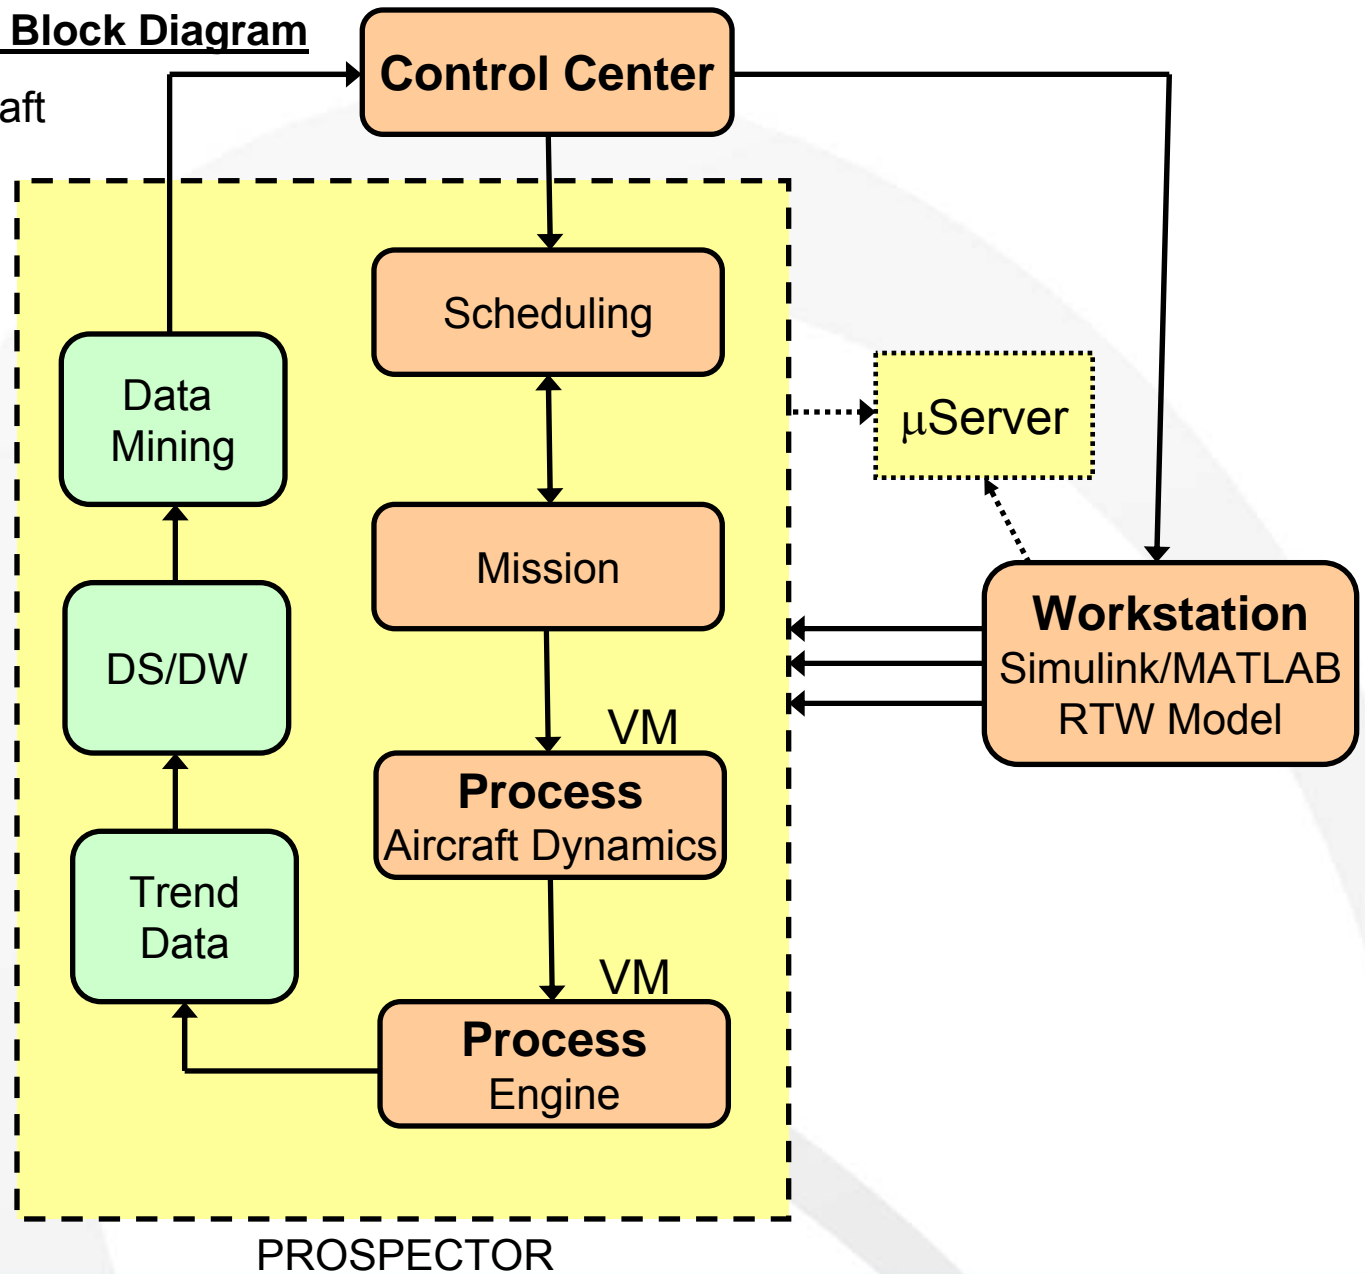 Block Diagram
aft
Control Center
Scheduling
Data
Mining
μServer
Mission
Workstation
Simulink/MATLAB
RTW Model
DS/DW
VM
Process
Aircraft Dynamics
Trend
Data
VM
Process
Engine
PROSPECTOR